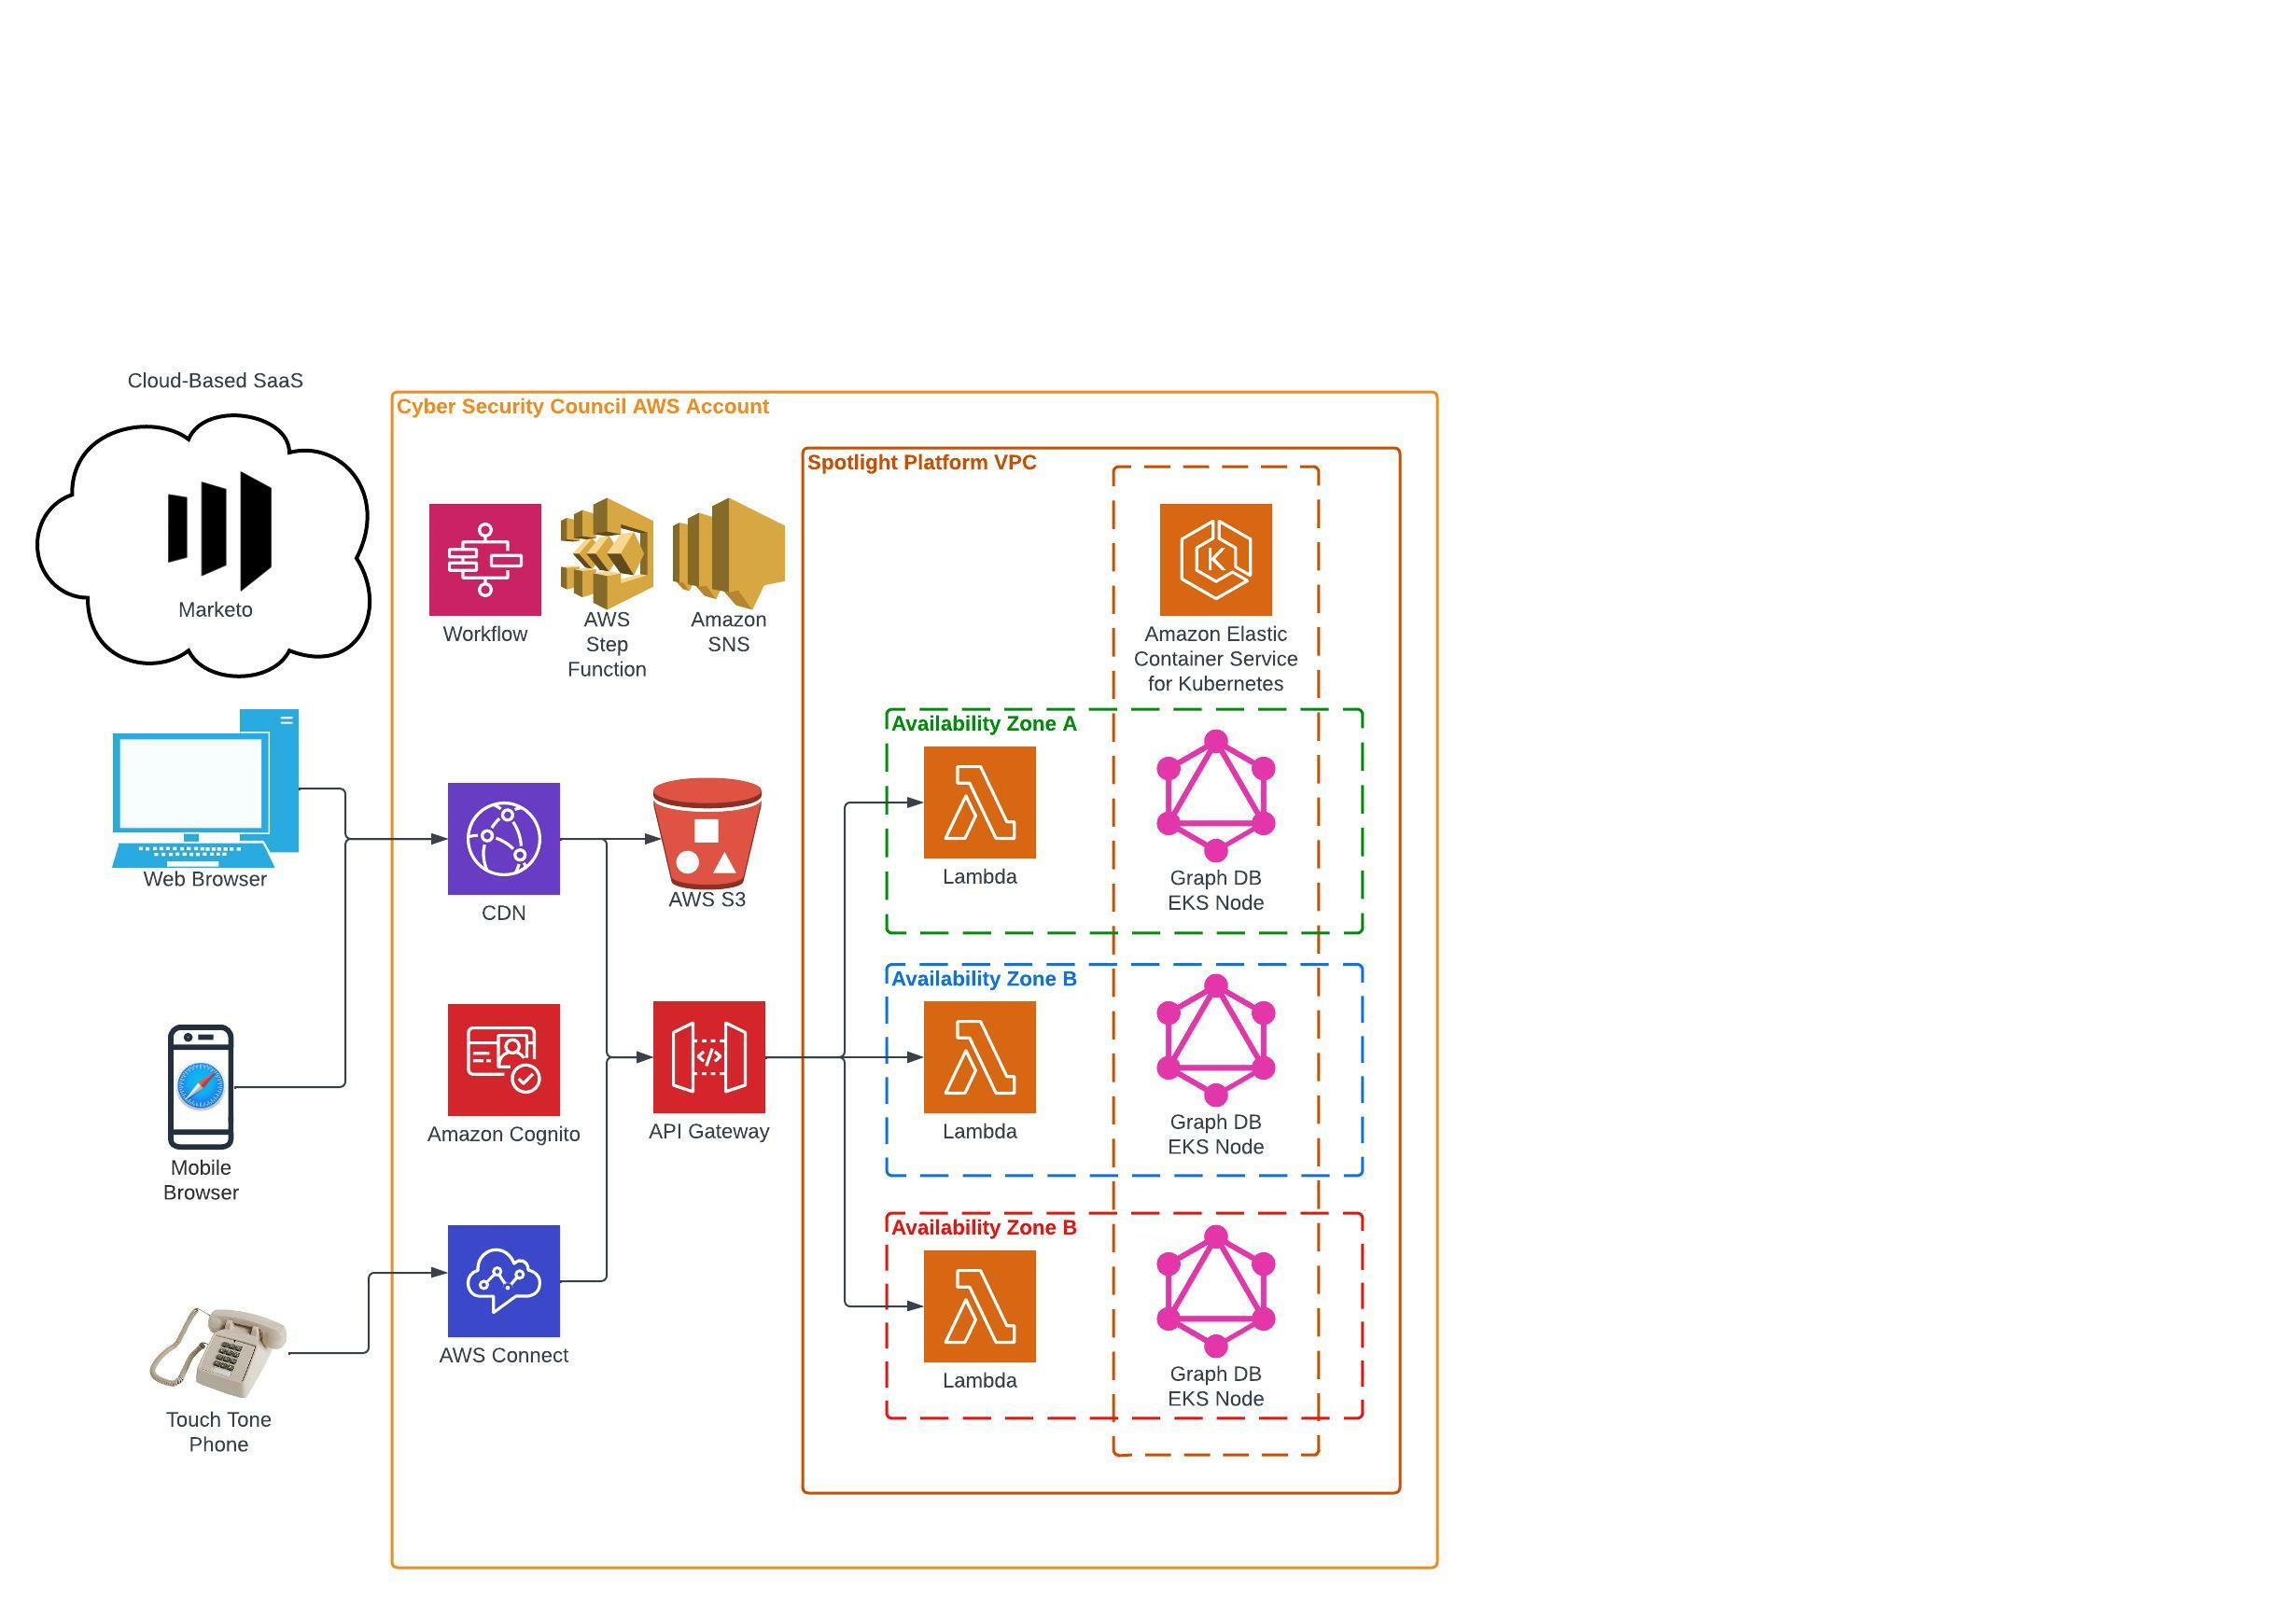 Cloud-Based SaaS
Marketo
Cyber Security Council AWS Account
Spotlight Platform VPC
Workflow
AWS
Step
Function
Amazon
SNS
Amazon Elastic
Container Service
for Kubernetes
K
Web Browser
CDN
AWS S3
Availability Zone A
Lambda
Graph DB
EKS Node
Mobile
Browser
Amazon Cognito
</>
API Gateway
Availability Zone B
Lambda
Graph DB
EKS Node
Touch Tone
Phone
AWS Connect
Availability Zone B
Lambda
Graph DB
EKS Node